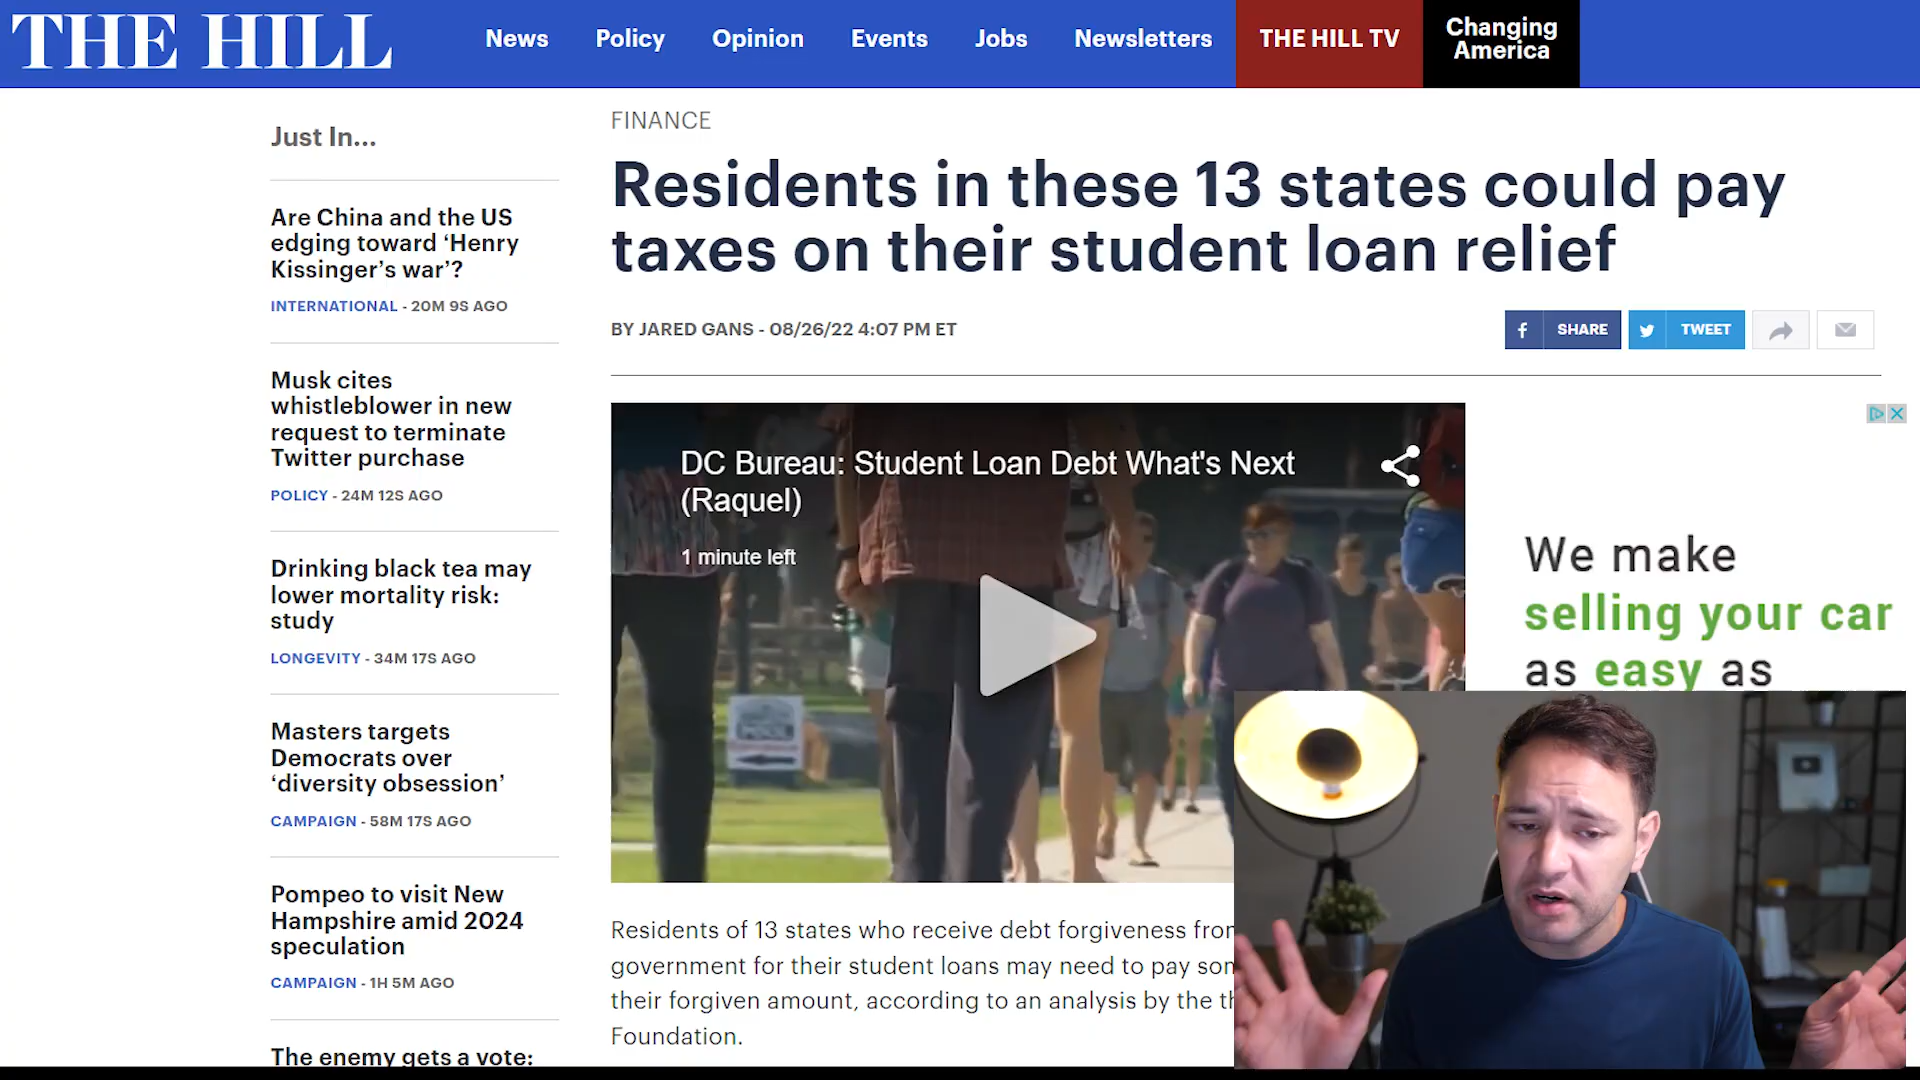 THE HILL
News
Policy
Opinion
Events
Jobs
Newsletters
THE HILL TV
Changing
America
Just In...
Are China and the US
edging toward ‘Henry
Kissinger’s war’?
INTERNATIONAL - 20M 9S AGO
Musk cites
whistleblower in new
request to terminate
Twitter purchase
POLICY - 24M 12S AGO
Drinking black tea may
lower mortality risk:
study
LONGEVITY - 34M 17S AGO
Masters targets
Democrats over
‘diversity obsession’
CAMPAIGN - 58M 17S AGO
Pompeo to visit New
Hampshire amid 2024
speculation
CAMPAIGN - 1H 5M AGO
The enemy gets a vote:
FINANCE
Residents in these 13 states could pay
taxes on their student loan relief
BY JARED GANS - 08/26/22 4:07 PM ET
SHARE
TWEET
DC Bureau: Student Loan Debt What's Next
(Raquel)
1 minute left
We make
selling your car
as easy as
Residents of 13 states who receive debt forgiveness
government for their student loans may need to pay
their forgiven amount, according to an analysis by the
Foundation.